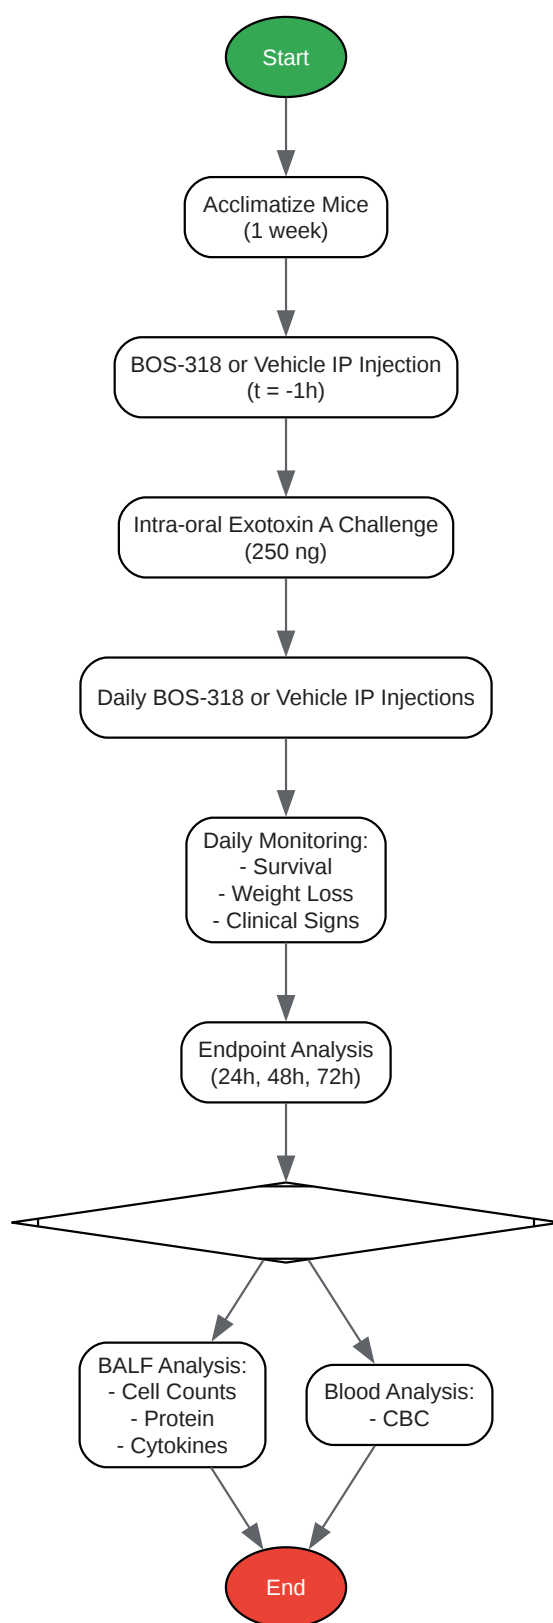 Start
Acclimatize Mice
(1 week)
BOS-318 or Vehicle IP Injection
(t = -1h)
Intra-oral Exotoxin A Challenge
(250 ng)
Daily BOS-318 or Vehicle IP Injections
Daily Monitoring:
- Survival
- Weight Loss
- Clinical Signs
Endpoint Analysis
(24h, 48h, 72h)
BALF Analysis:
- Cell Counts
- Protein
- Cytokines
Blood Analysis:
- CBC
End